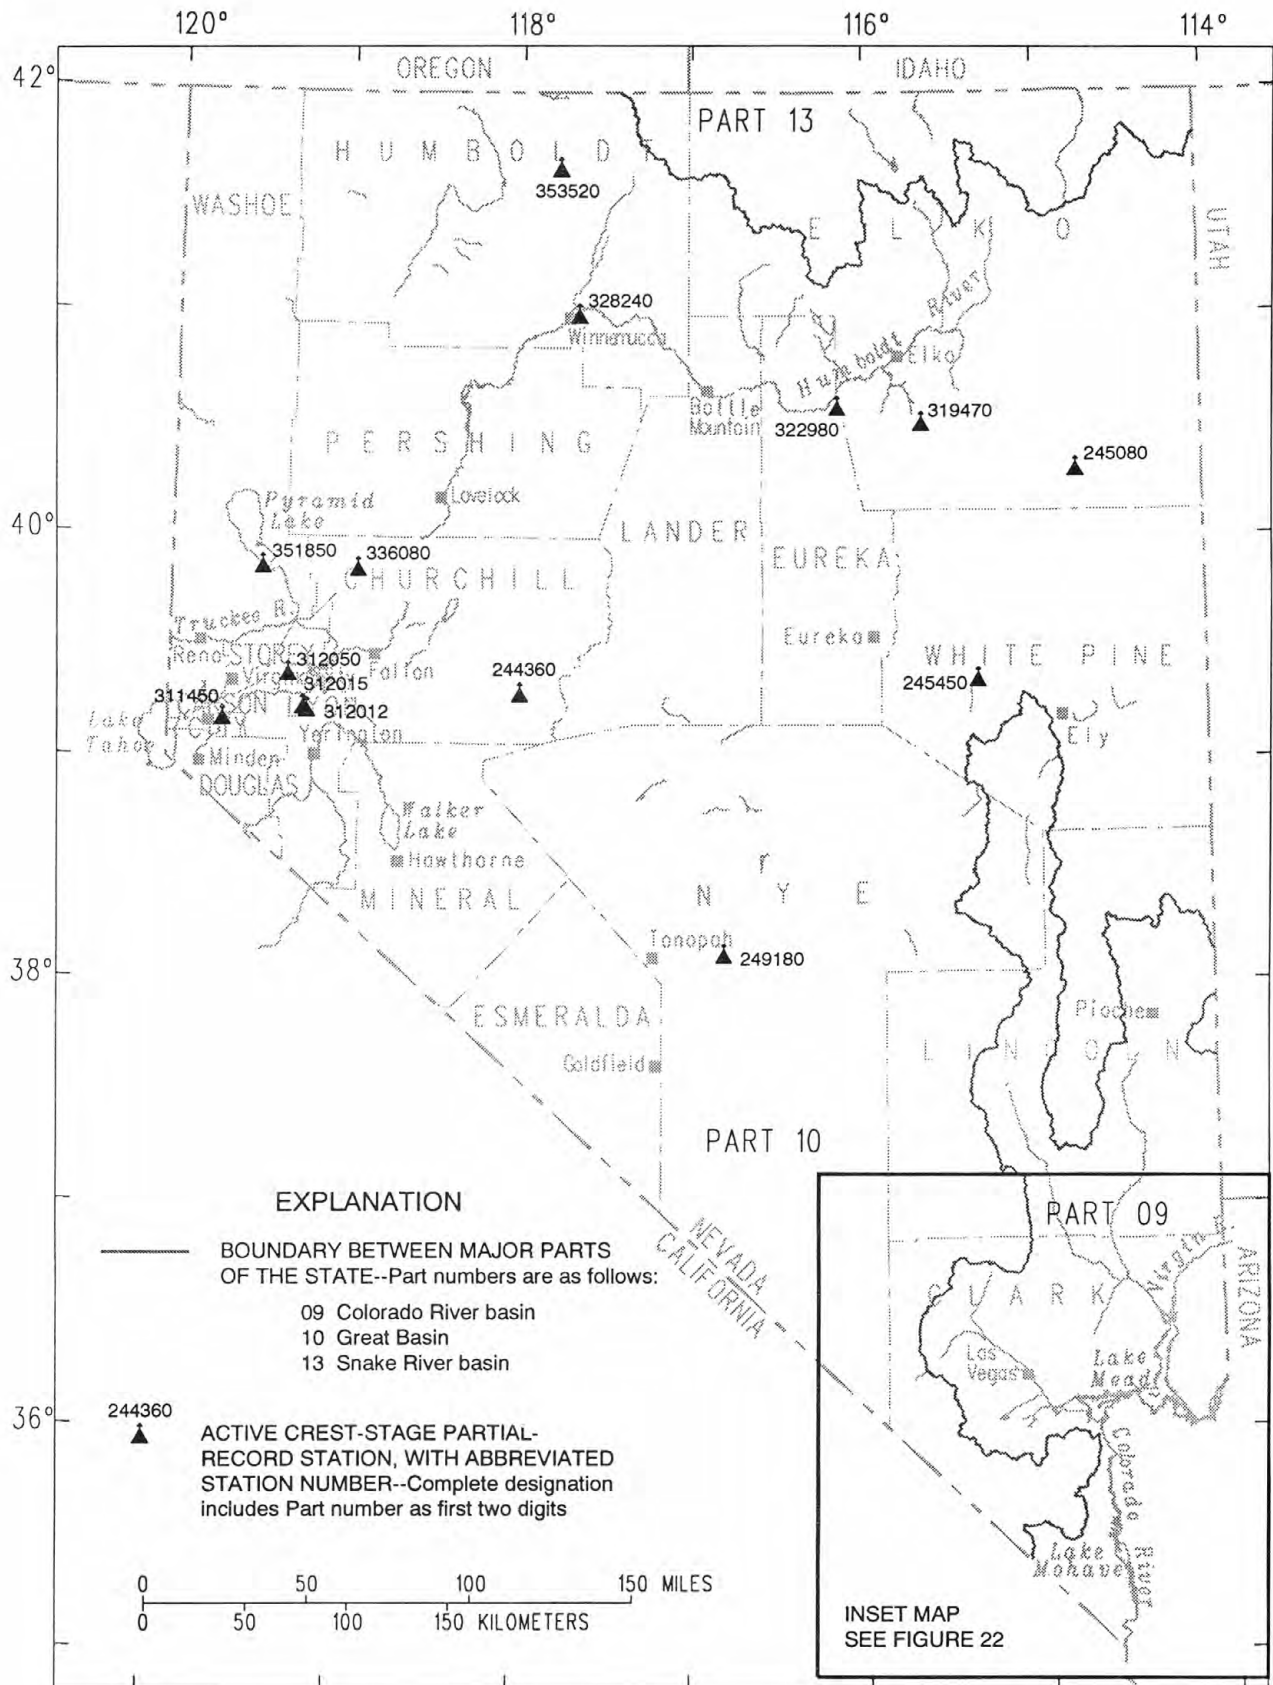 120°
118°
116°
114°
42°
OREGON
IDAHO
PART 13
HUMBOLDT
353520
WASHOE
ELKO
UTAH
328240
Winnemucca
Humboldt River
Elko
Battle
Mountain
322980
319470
245080
PERSHING
Lovelock
Pyramid
Lake
40°
LANDER
EUREKA
351850
336080
CHURCHILL
Truckee R.
Reno
STOREY
312050
Fallon
Eureka
WHITE PINE
244360
245450
312015
311450
CARSON
LYON
312012
CITY
Lake
Tahoe
Yerington
Ely
Minden
DOUGLAS
Walker
Lake
Hawthorne
MINERAL
NYE
Tonopah
249180
38°
ESMERALDA
Pioche
LINCOLN
Goldfield
PART 10
NEVADA
CALIFORNIA
EXPLANATION
BOUNDARY BETWEEN MAJOR PARTS
OF THE STATE--Part numbers are as follows:
09 Colorado River basin
10 Great Basin
13 Snake River basin
244360
ACTIVE CREST-STAGE PARTIAL-
RECORD STATION, WITH ABBREVIATED
STATION NUMBER--Complete designation
includes Part number as first two digits
36°
0 50 100 150 MILES
0 50 100 150 KILOMETERS
PART 09
Virgin R.
ARIZONA
CLARK
Las
Vegas
Lake
Mead
Colorado River
Lake
Mohave
INSET MAP
SEE FIGURE 22